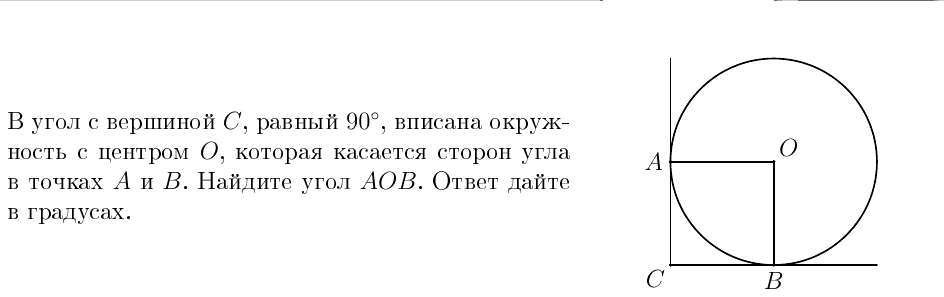 В угол с вершиной C, равный 90°, вписана окруж-
ность с центром O, которая касается сторон угла
в точках A и B. Найдите угол AOB. Ответ дайте
в градусах.
O
A
C
B